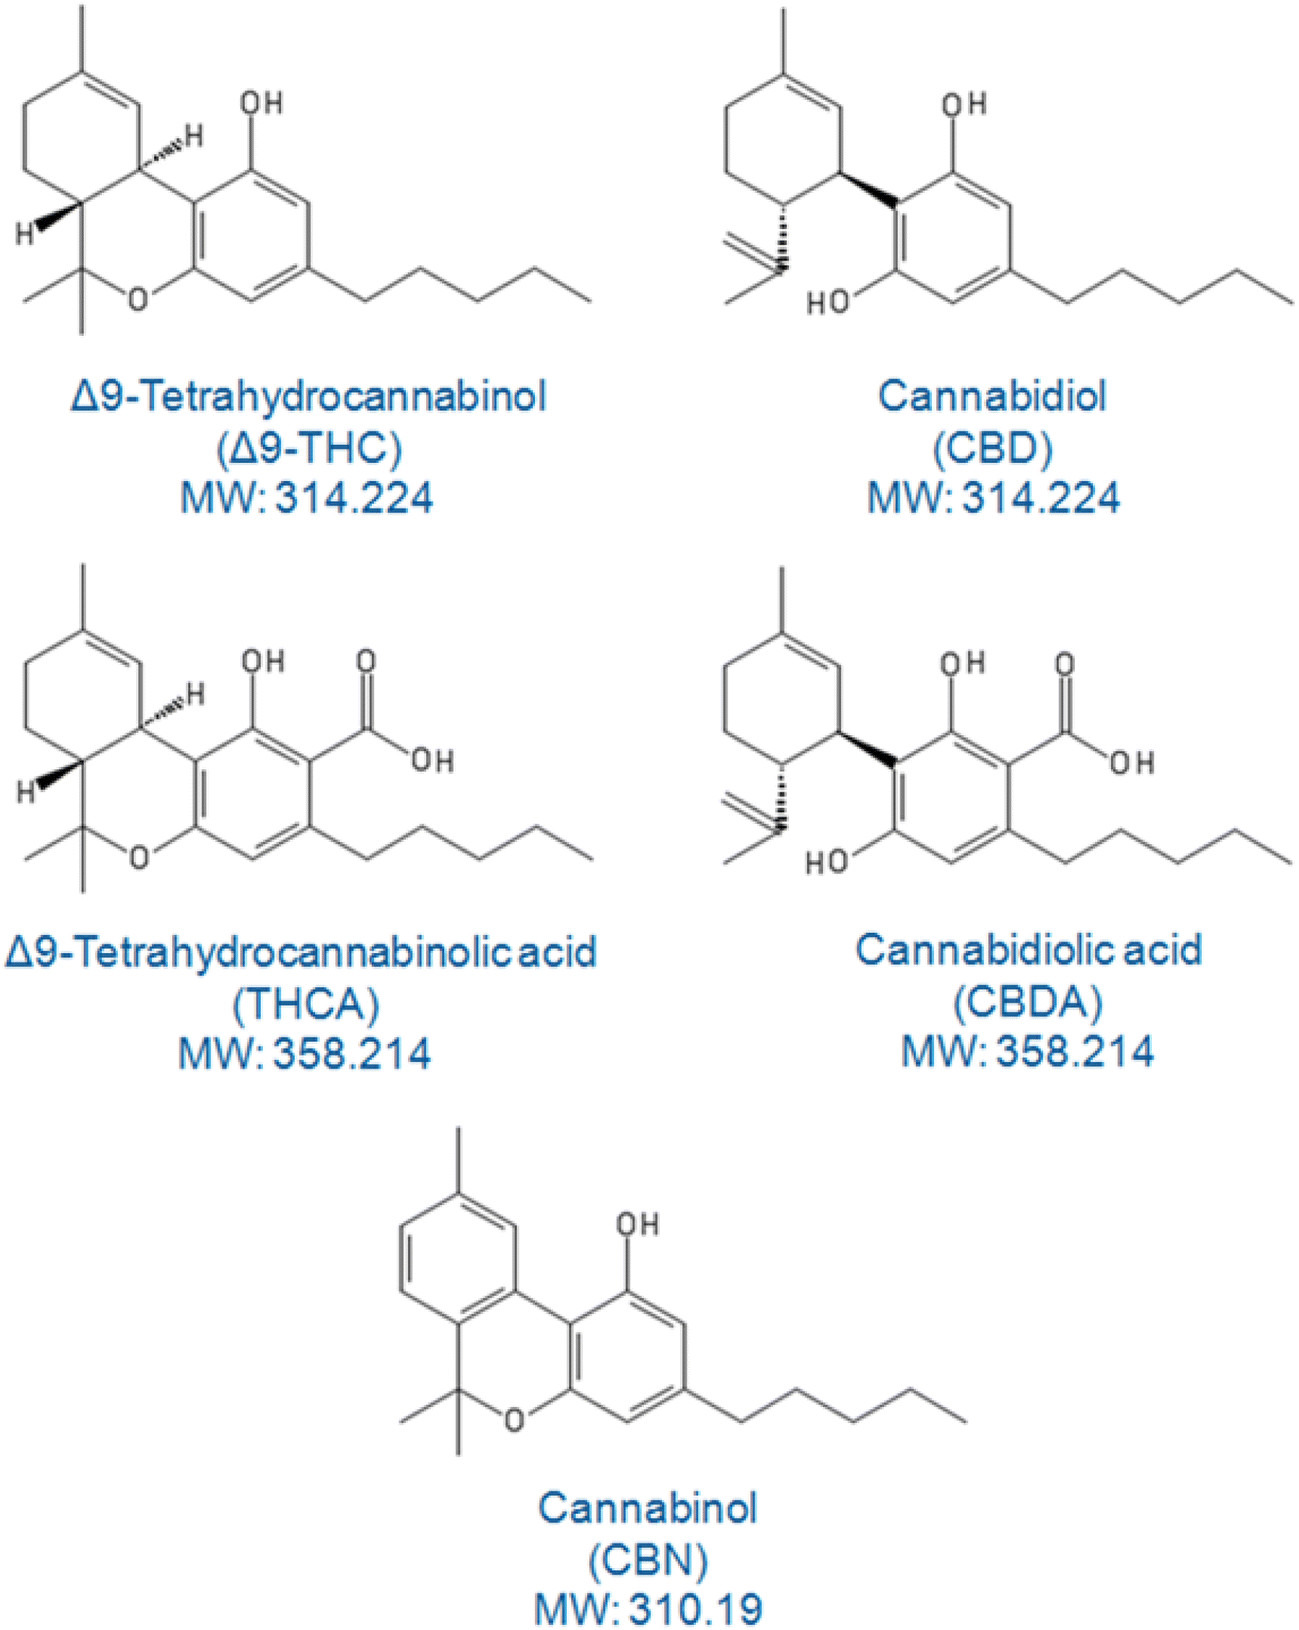 OH
H
H
O
Δ9-Tetrahydrocannabinol
(Δ9-THC)
MW: 314.224
OH
HO
Cannabidiol
(CBD)
MW: 314.224
OH
O
H
OH
H
O
Δ9-Tetrahydrocannabinolic acid
(THCA)
MW: 358.214
OH
O
OH
HO
Cannabidiolic acid
(CBDA)
MW: 358.214
OH
O
Cannabinol
(CBN)
MW: 310.19